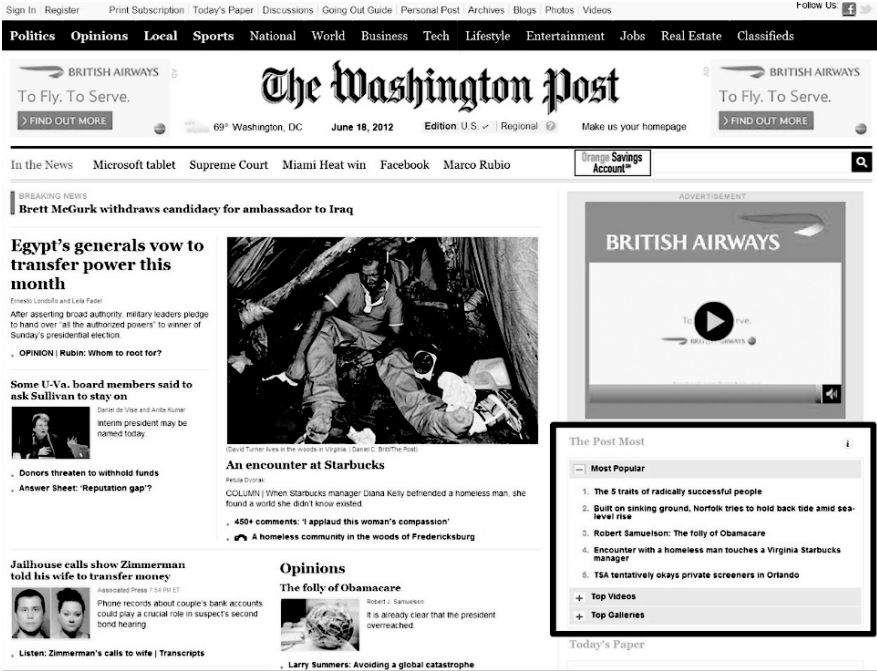 Sign In Register Print Subscription Today's Paper Discussions Going Out Guide Personal Post Archives Blogs Photos Videos Follow Us:
Politics Opinions Local Sports National World Business Tech Lifestyle Entertainment Jobs Real Estate Classifieds
BRITISH AIRWAYS
To Fly. To Serve.
> FIND OUT MORE
AD
The Washington Post
69° Washington, DC June 18, 2012 Edition: U.S. Regional Make us your homepage
AD
BRITISH AIRWAYS
To Fly. To Serve.
> FIND OUT MORE
In the News Microsoft tablet Supreme Court Miami Heat win Facebook Marco Rubio
Orange Savings
Account℠
BREAKING NEWS
Brett McGurk withdraws candidacy for ambassador to Iraq
Egypt's generals vow to
transfer power this
month
Ernesto Londoño and Leila Fadel
After asserting broad authority, military leaders pledge
to hand over "all the authorized powers" to winner of
Sunday's presidential election.
OPINION | Rubin: Whom to root for?
Some U-Va. board members said to
ask Sullivan to stay on
Daniel de Vise and Anita Kumar
Interim president may be
named today.
Donors threaten to withhold funds
Answer Sheet: 'Reputation gap'?
(David Turner lives in the woods in Virginia. | Daniel C. Britt/The Post)
An encounter at Starbucks
Petula Dvorak
COLUMN | When Starbucks manager Diana Kelly befriended a homeless man, she
found a world she didn't know existed.
450+ comments: 'I applaud this woman's compassion'
A homeless community in the woods of Fredericksburg
Jailhouse calls show Zimmerman
told his wife to transfer money
Associated Press 7:54 PM ET
Phone records about couple's bank accounts
could play a crucial role in suspect's second
bond hearing.
Listen: Zimmerman's calls to wife | Transcripts
Opinions
The folly of Obamacare
Robert J. Samuelson
It is already clear that the president
overreached.
Larry Summers: Avoiding a global catastrophe
ADVERTISEMENT
BRITISH AIRWAYS
BRITISH AIRWAYS
The Post Most
Most Popular
1. The 5 traits of radically successful people
2. Built on sinking ground, Norfolk tries to hold back tide amid sea-
level rise
3. Robert Samuelson: The folly of Obamacare
4. Encounter with a homeless man touches a Virginia Starbucks
manager
5. TSA tentatively okays private screeners in Orlando
+ Top Videos
+ Top Galleries
Today's Paper